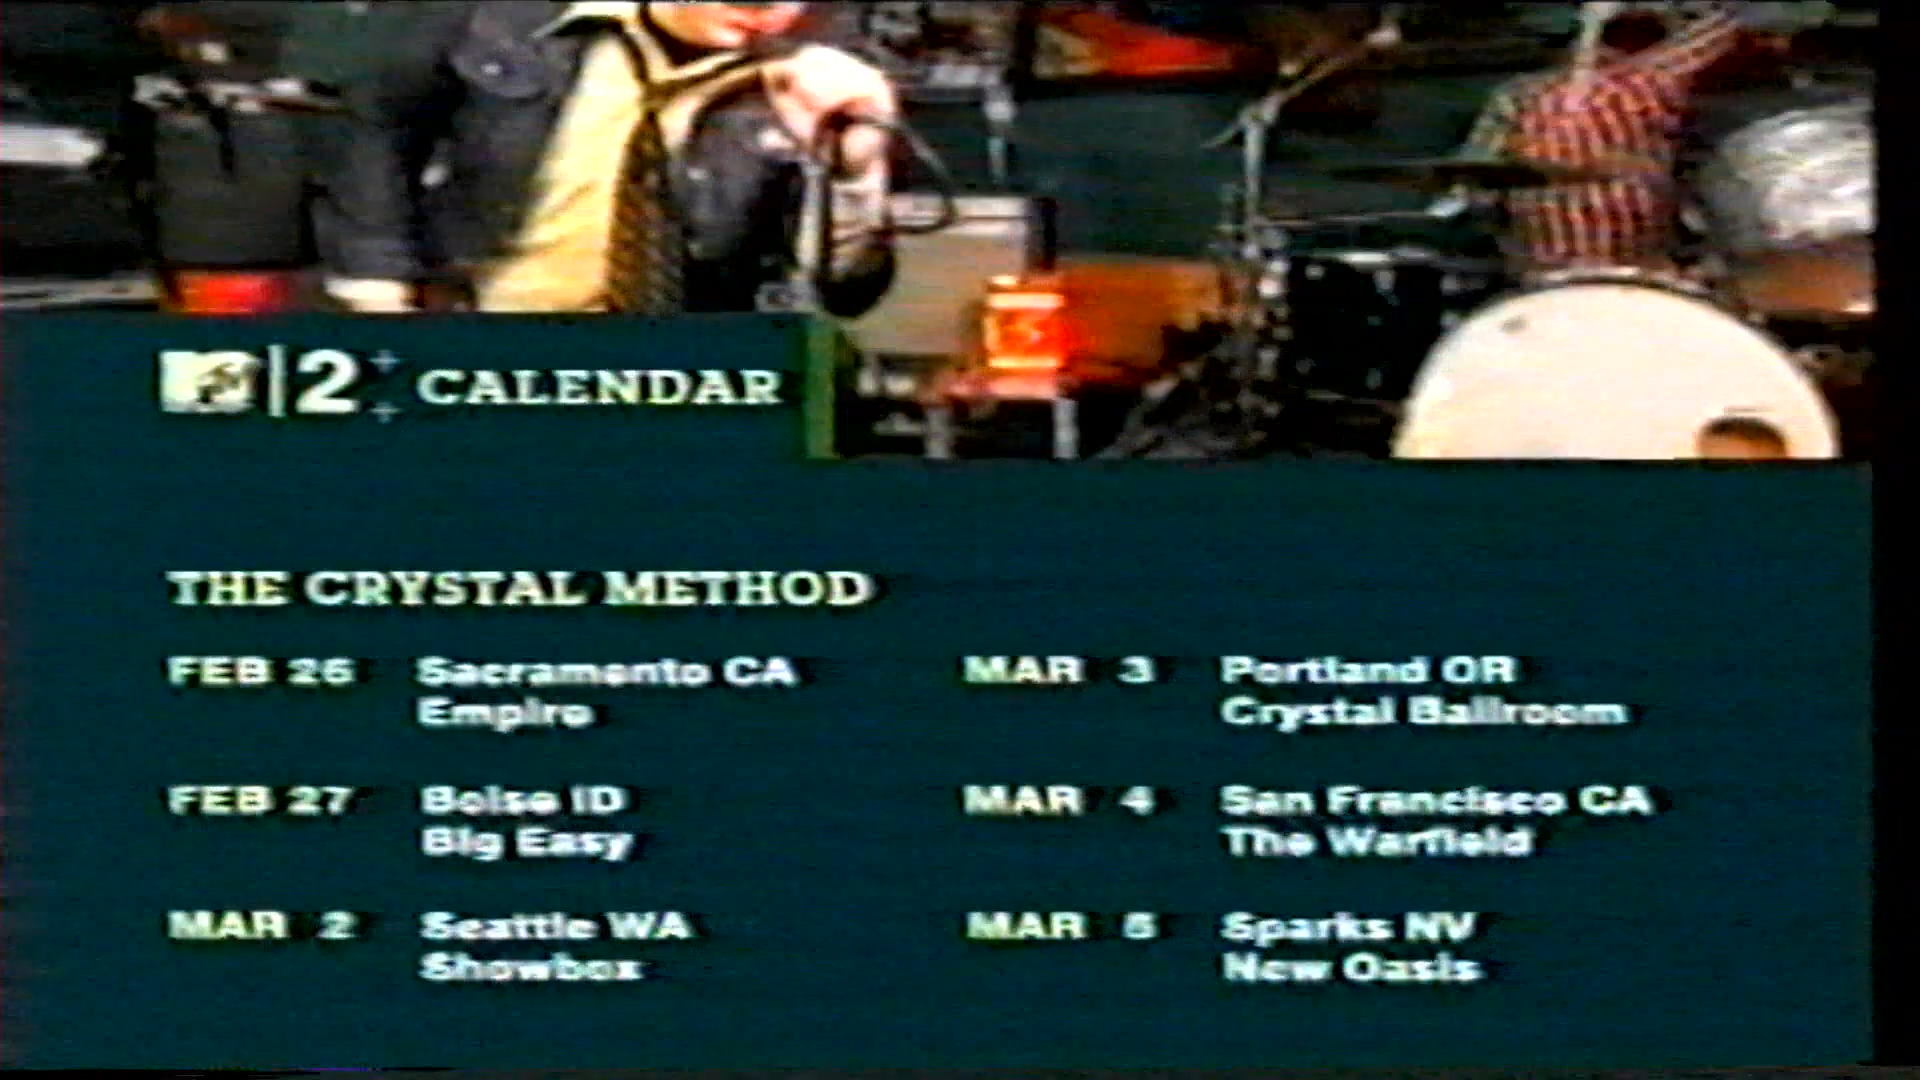 MTV 2 CALENDAR
THE CRYSTAL METHOD
FEB 26 Sacramento CA
Empire
FEB 27 Boise ID
Big Easy
MAR 2 Seattle WA
Showbox
MAR 3 Portland OR
Crystal Ballroom
MAR 4 San Francisco CA
The Warfield
MAR 5 Sparks NV
New Oasis